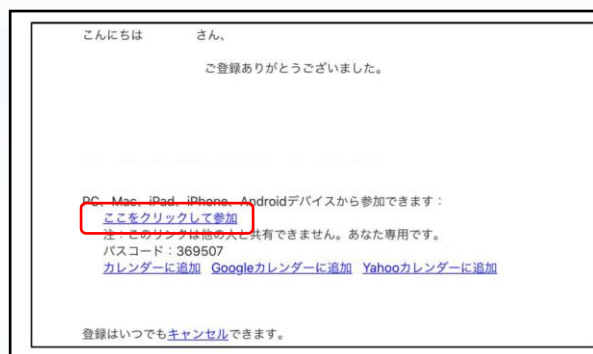 こんにちは　　　さん、
ご登録ありがとうございました。
PC、Mac、iPad、iPhone、Androidデバイスから参加できます：
ここをクリックして参加
注：このリンクは他の人と共有できません。あなた専用です。
パスコード：369507
カレンダーに追加 Googleカレンダーに追加 Yahooカレンダーに追加
登録はいつでもキャンセルできます。